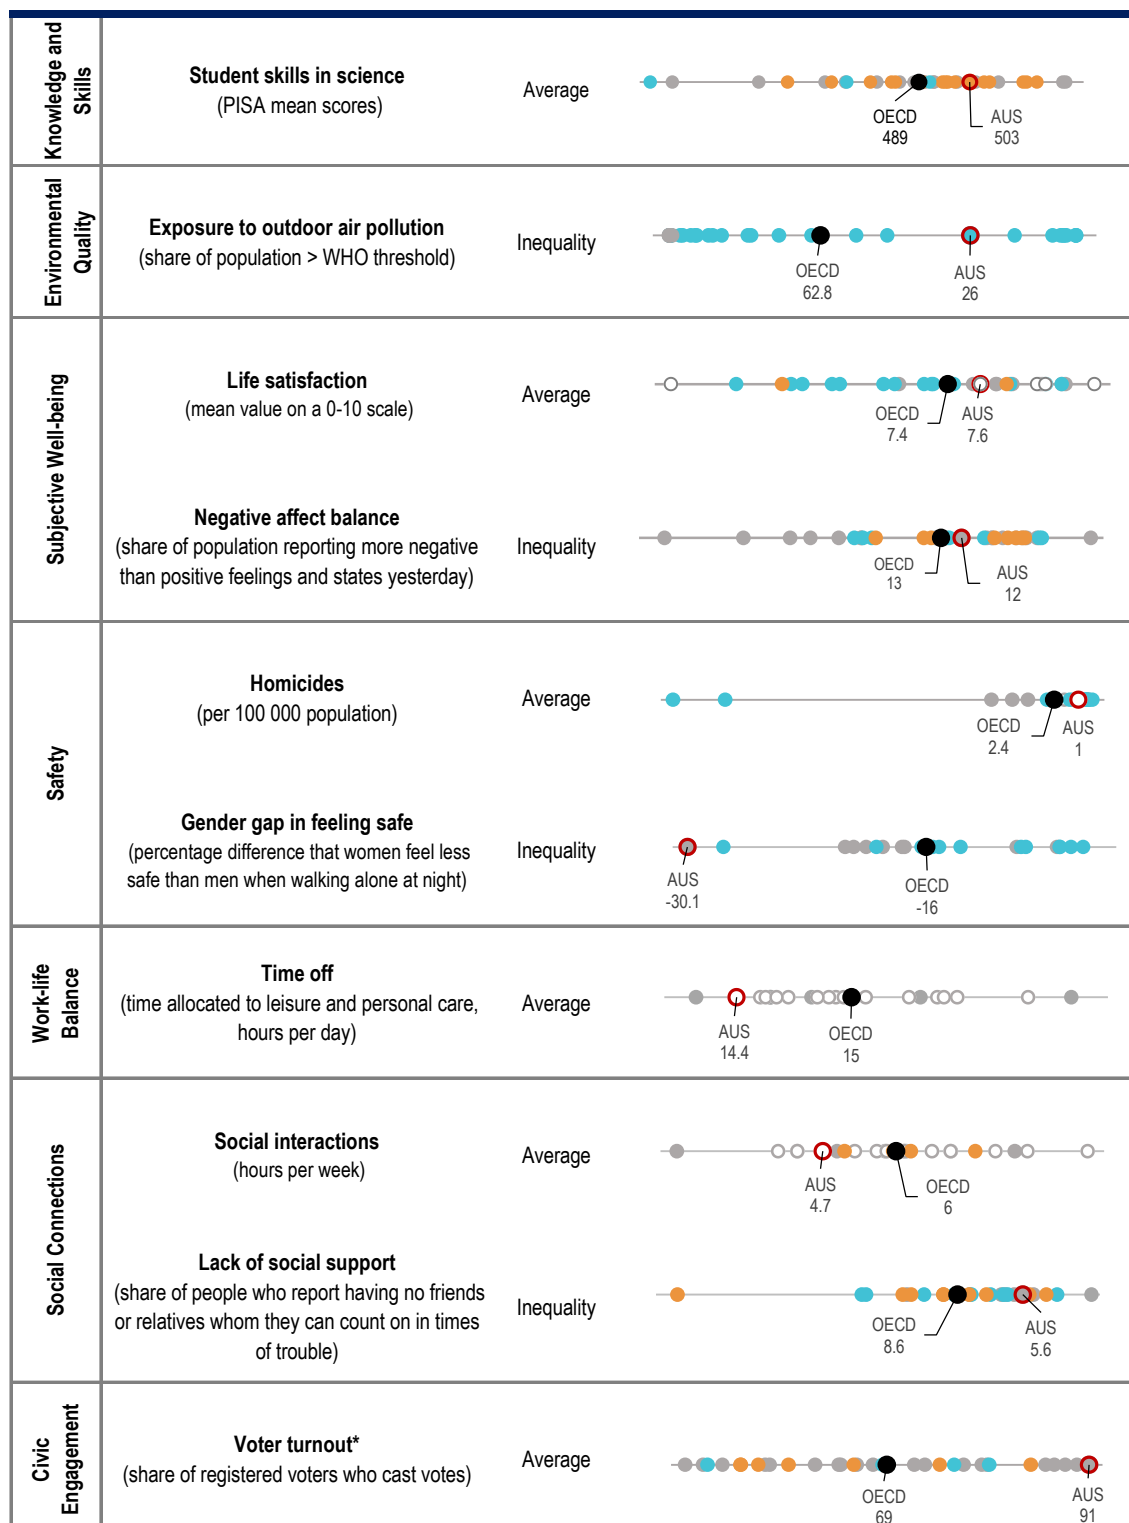 Knowledge and
Skills
Student skills in science
(PISA mean scores)
Average
OECD
489
AUS
503
Environmental
Quality
Exposure to outdoor air pollution
(share of population > WHO threshold)
Inequality
OECD
62.8
AUS
26
Subjective Well-being
Life satisfaction
(mean value on a 0-10 scale)
Average
OECD
7.4
AUS
7.6
Negative affect balance
(share of population reporting more negative
than positive feelings and states yesterday)
Inequality
OECD
13
AUS
12
Safety
Homicides
(per 100 000 population)
Average
OECD
2.4
AUS
1
Gender gap in feeling safe
(percentage difference that women feel less
safe than men when walking alone at night)
Inequality
AUS
-30.1
OECD
-16
Work-life
Balance
Time off
(time allocated to leisure and personal care,
hours per day)
Average
AUS
14.4
OECD
15
Social Connections
Social interactions
(hours per week)
Average
AUS
4.7
OECD
6
Lack of social support
(share of people who report having no friends
or relatives whom they can count on in times
of trouble)
Inequality
OECD
8.6
AUS
5.6
Civic
Engagement
Voter turnout*
(share of registered voters who cast votes)
Average
OECD
69
AUS
91